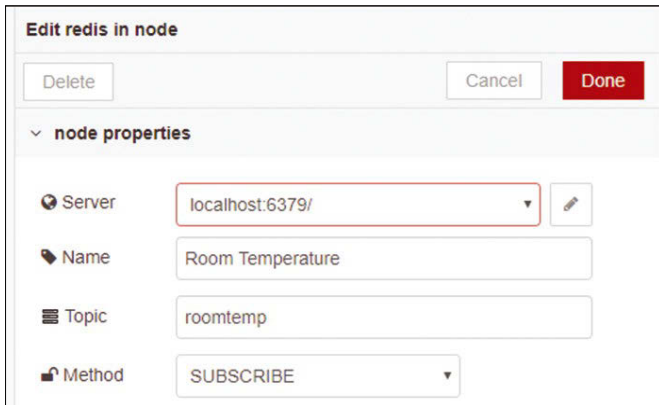 Edit redis in node
Delete Cancel Done
node properties
Server localhost:6379/
Name Room Temperature
Topic roomtemp
Method SUBSCRIBE